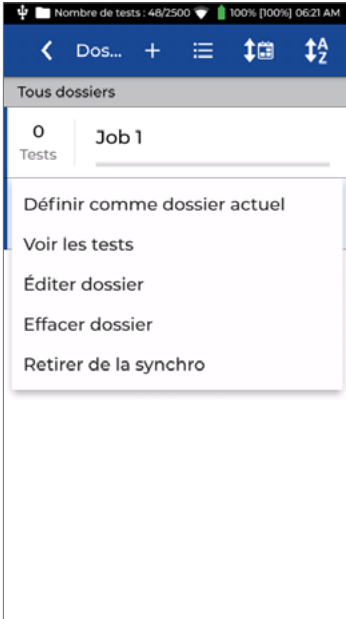 Nombre de tests : 48/2500 100% [100%] 06:21 AM
Dos...
A
Z
Tous dossiers
0
Tests
Job 1
Définir comme dossier actuel
Voir les tests
Éditer dossier
Effacer dossier
Retirer de la synchro